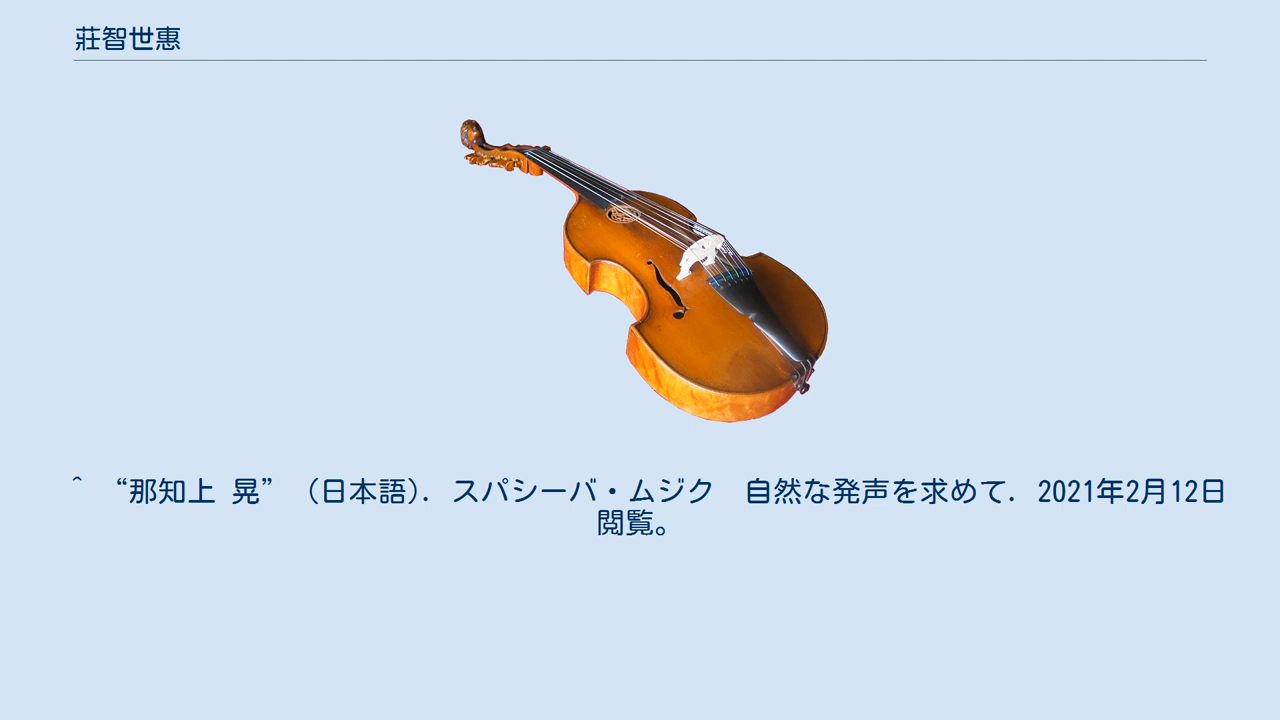 莊智世惠
^ “那知上 晃” (日本語). スパシーバ・ムジク　自然な発声を求めて. 2021年2月12日
閲覧。